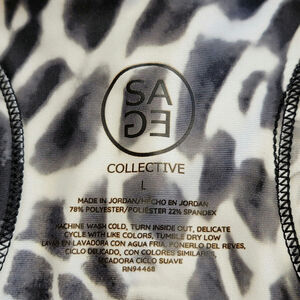 SA
GE
COLLECTIVE
L
MADE IN JORDAN/HECHO EN JORDAN
78% POLYESTER/POLIÉSTER 22% SPANDEX
MACHINE WASH COLD, TURN INSIDE OUT, DELICATE
CYCLE WITH LIKE COLORS, TUMBLE DRY LOW
LAVO EN LAVADORA CON AGUA FRIA, PONERLO DEL REVES,
CICLO DELICADO, CON COLORES SIMILARES
SECADORA CICLO SUAVE
RN94468